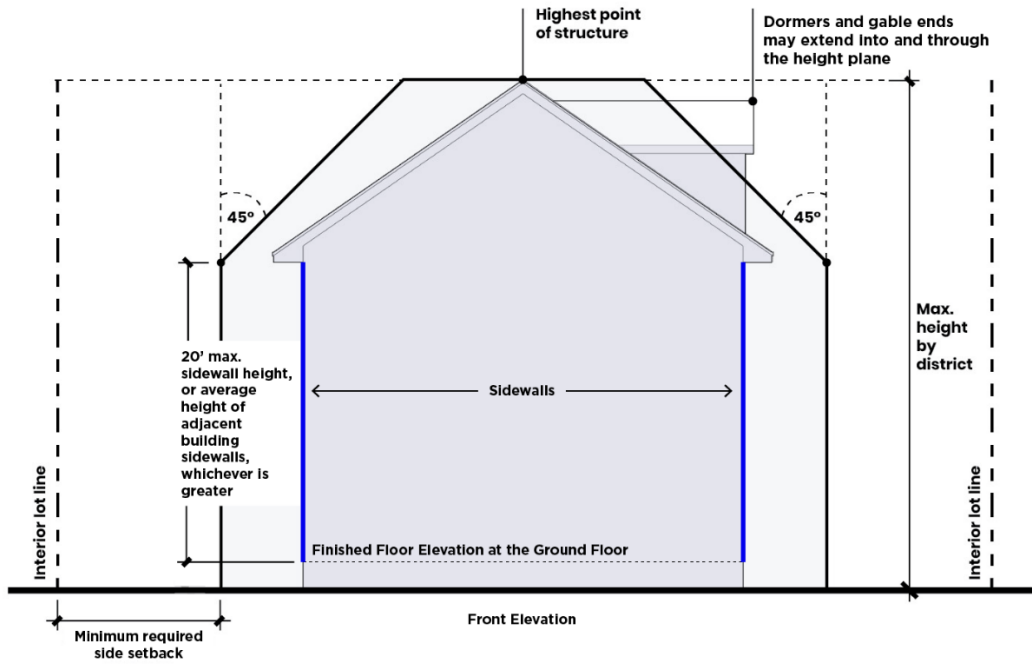 Highest point
of structure
Dormers and gable ends
may extend into and through
the height plane
45º
45º
Max.
height
by
district
20’ max.
sidewall height,
or average
height of
adjacent
building
sidewalls,
whichever is
greater
Sidewalls
Interior lot line
Interior lot line
Finished Floor Elevation at the Ground Floor
Front Elevation
Minimum required
side setback